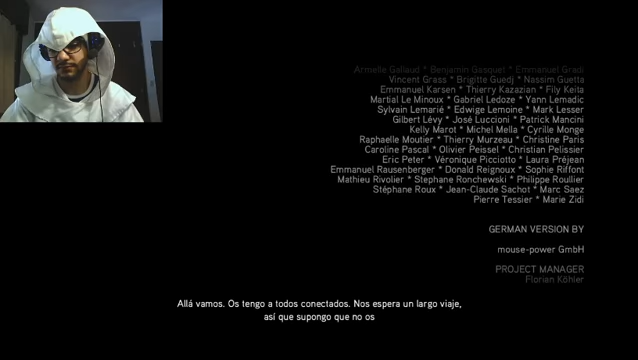 Armelle Gallaud * Benjamin Gasquet * Emmanuel Gradi
Vincent Grass * Brigitte Guedj * Nassim Guetta
Emmanuel Karsen * Thierry Kazazian * Fily Keita
Martial Le Minoux * Gabriel Ledoze * Yann Lemadic
Sylvain Lemarié * Edwige Lemoine * Mark Lesser
Gilbert Lévy * José Luccioni * Patrick Mancini
Kelly Marot * Michel Mella * Cyrille Monge
Raphaelle Moutier * Thierry Murzeau * Christine Paris
Caroline Pascal * Olivier Peissel * Christian Pelissier
Eric Peter * Véronique Picciotto * Laura Préjean
Emmanuel Rausenberger * Donald Reignoux * Sophie Riffont
Mathieu Rivolier * Stephane Ronchewski * Philippe Roullier
Stéphane Roux * Jean-Claude Sachot * Marc Saez
Pierre Tessier * Marie Zidi
GERMAN VERSION BY
mouse-power GmbH
PROJECT MANAGER
Florian Köhler
Allá vamos. Os tengo a todos conectados. Nos espera un largo viaje,
así que supongo que no os